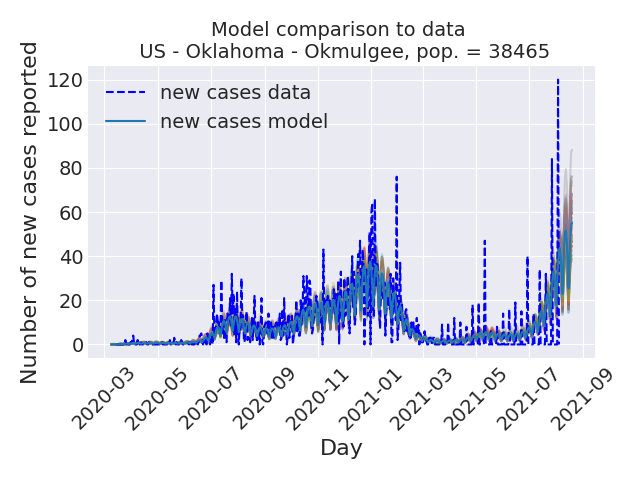 Model comparison to data
US - Oklahoma - Okmulgee, pop. = 38465
Number of new cases reported
120
100
80
60
40
20
0
new cases data
new cases model
2020-03
2020-05
2020-07
2020-09
2020-11
2021-01
2021-03
2021-05
2021-07
2021-09
Day